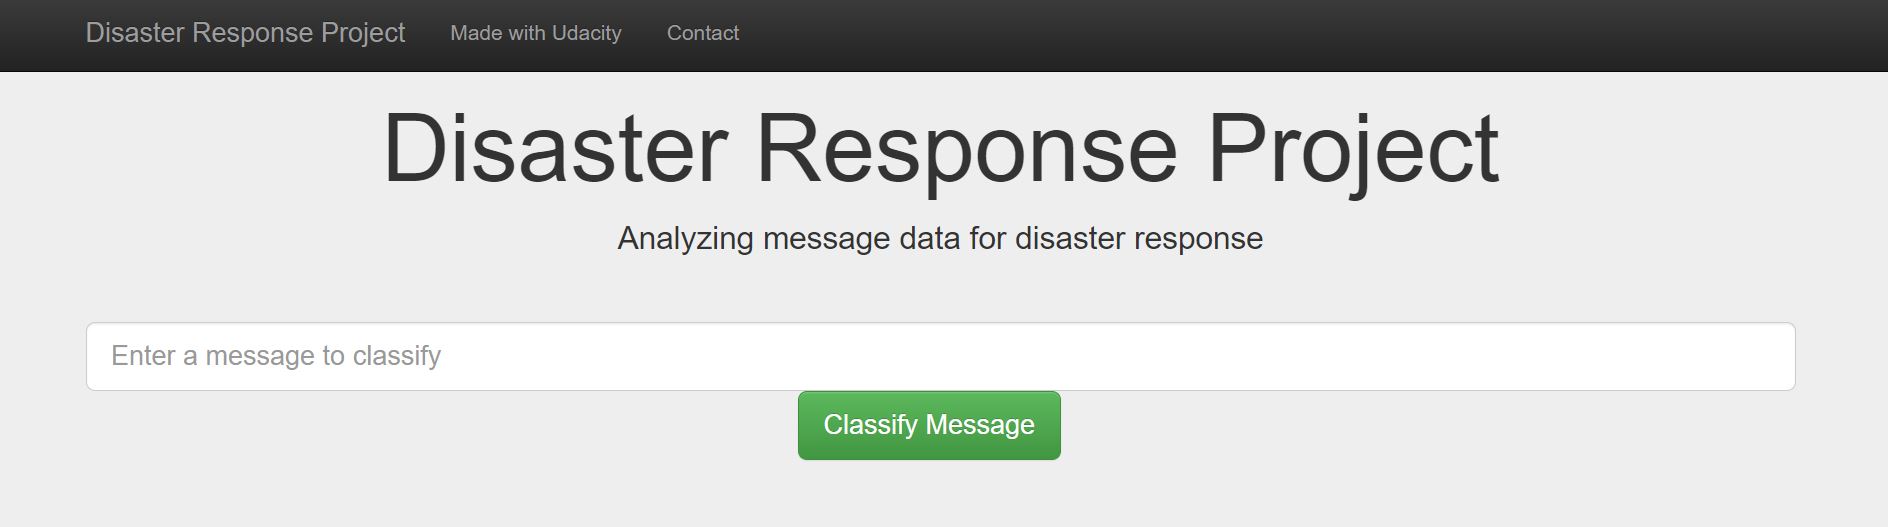 Disaster Response Project Made with Udacity Contact
Disaster Response Project
Analyzing message data for disaster response
Enter a message to classify
Classify Message